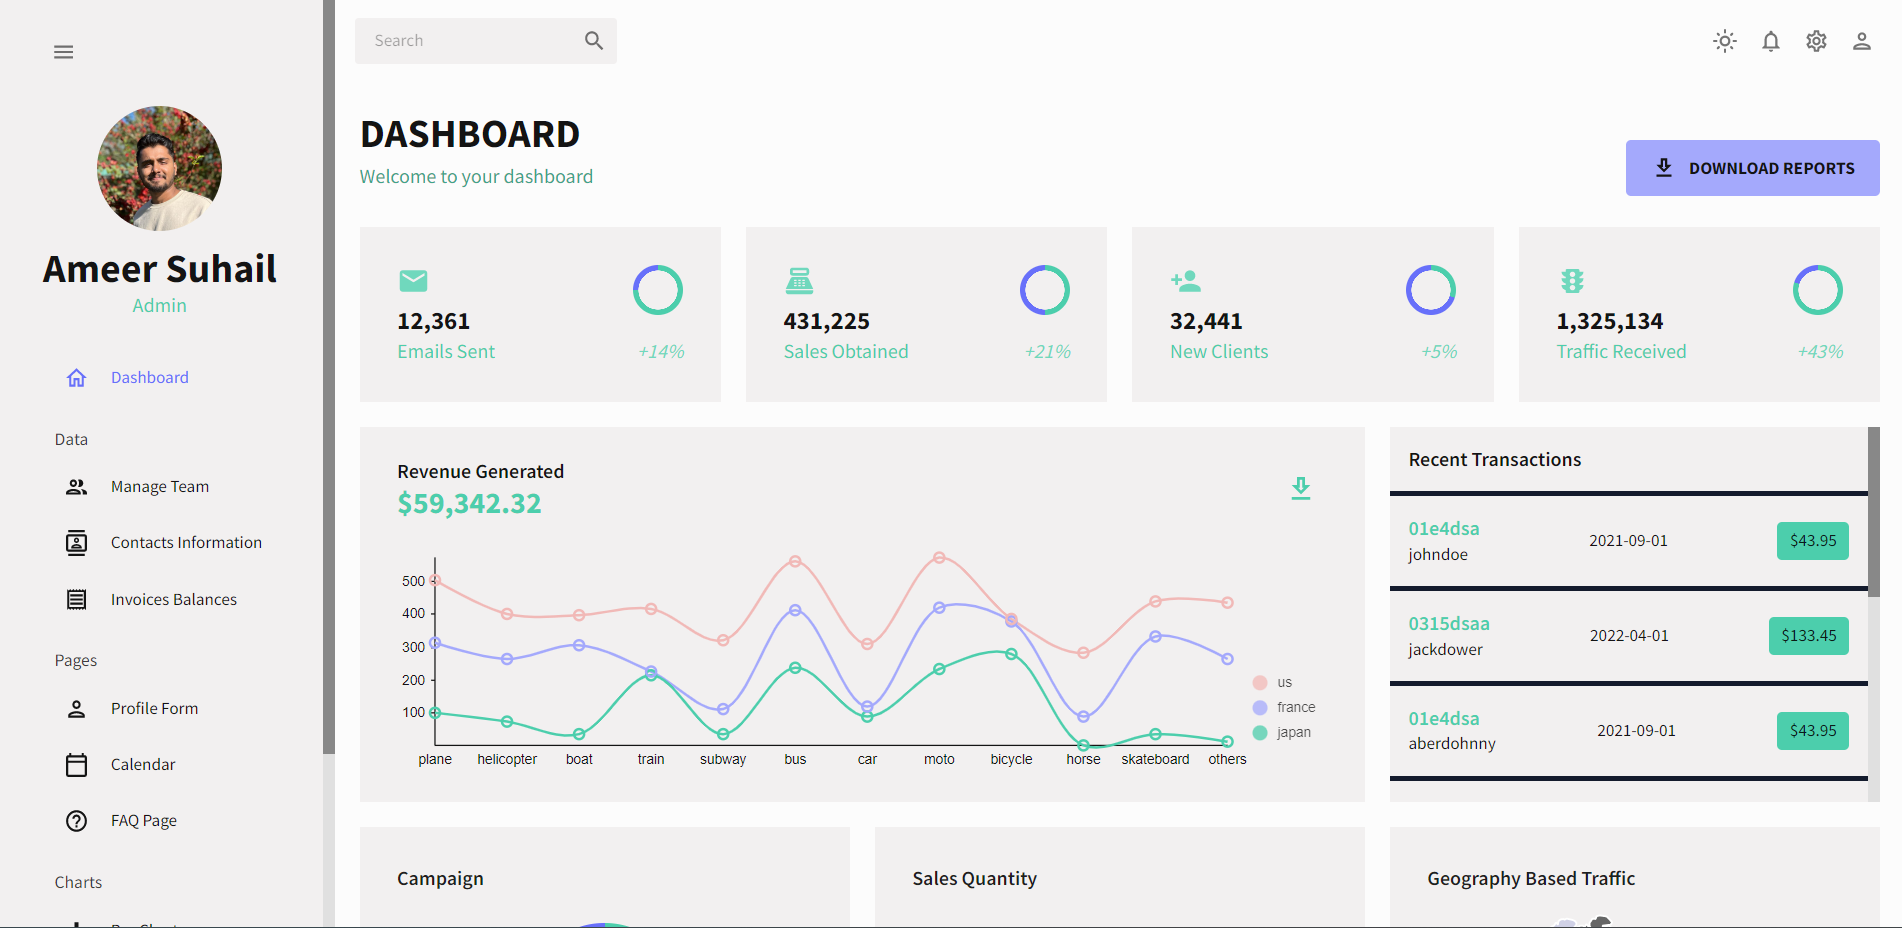 Search
Ameer Suhail
Admin
Dashboard
Data
Manage Team
Contacts Information
Invoices Balances
Pages
Profile Form
Calendar
FAQ Page
Charts
DASHBOARD
Welcome to your dashboard
DOWNLOAD REPORTS
12,361
Emails Sent
+14%
431,225
Sales Obtained
+21%
32,441
New Clients
+5%
1,325,134
Traffic Received
+43%
Revenue Generated
$59,342.32
500
400
300
200
100
plane helicopter boat train subway bus car moto bicycle horse skateboard others
us
france
japan
Recent Transactions
01e4dsa
johndoe
2021-09-01
$43.95
0315dsaa
jackdower
2022-04-01
$133.45
01e4dsa
aberdohnny
2021-09-01
$43.95
Campaign
Sales Quantity
Geography Based Traffic